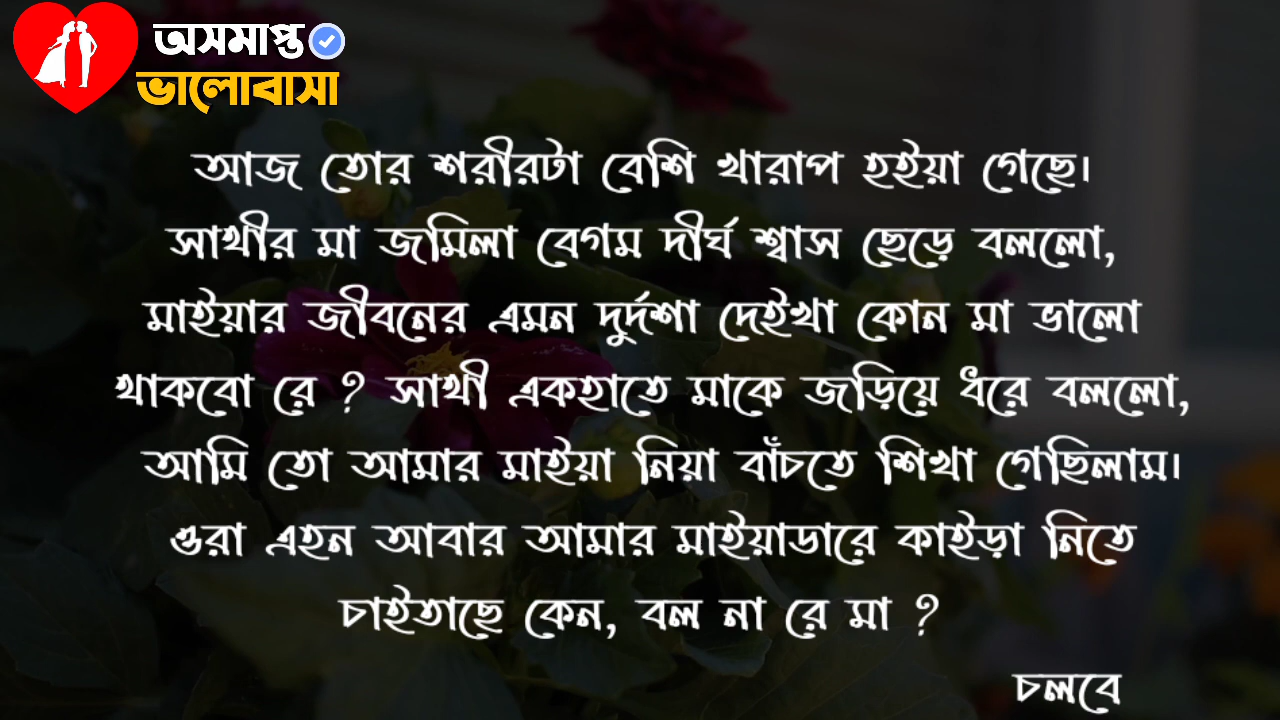 অসমাপ্ত
ভালোবাসা
আজ তোর শরীরটা বেশি খারাপ হইয়া গেছে।
সাথীর মা জমিলা বেগম দীর্ঘ শ্বাস ছেড়ে বললো,
মাইয়ার জীবনের এমন দুর্দশা দেইখা কোন মা ভালো
থাকবো রে ? সাথী একহাতে মাকে জড়িয়ে ধরে বললো,
আমি তো আমার মাইয়া নিয়া বাঁচতে শিখা গেছিলাম।
ওরা এহন আবার আমার মাইয়াডারে কাইড়া নিতে
চাইতাছে কেন, বল না রে মা ?
চলবে